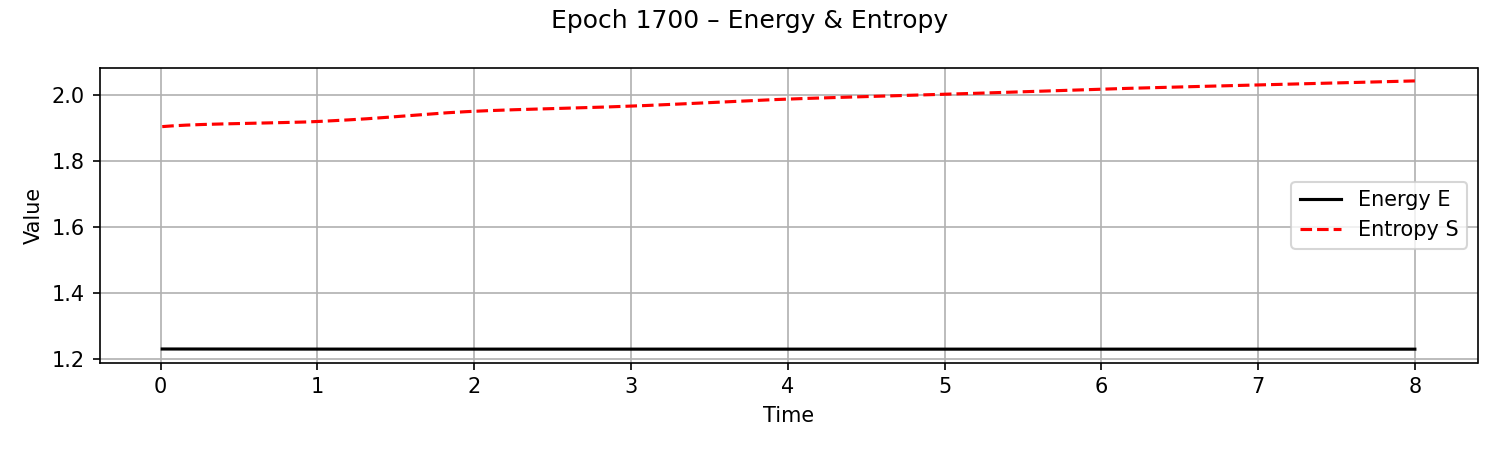 Epoch 1700 – Energy & Entropy
Value
2.0
1.8
1.6
1.4
1.2
Energy E
Entropy S
0 1 2 3 4 5 6 7 8
Time